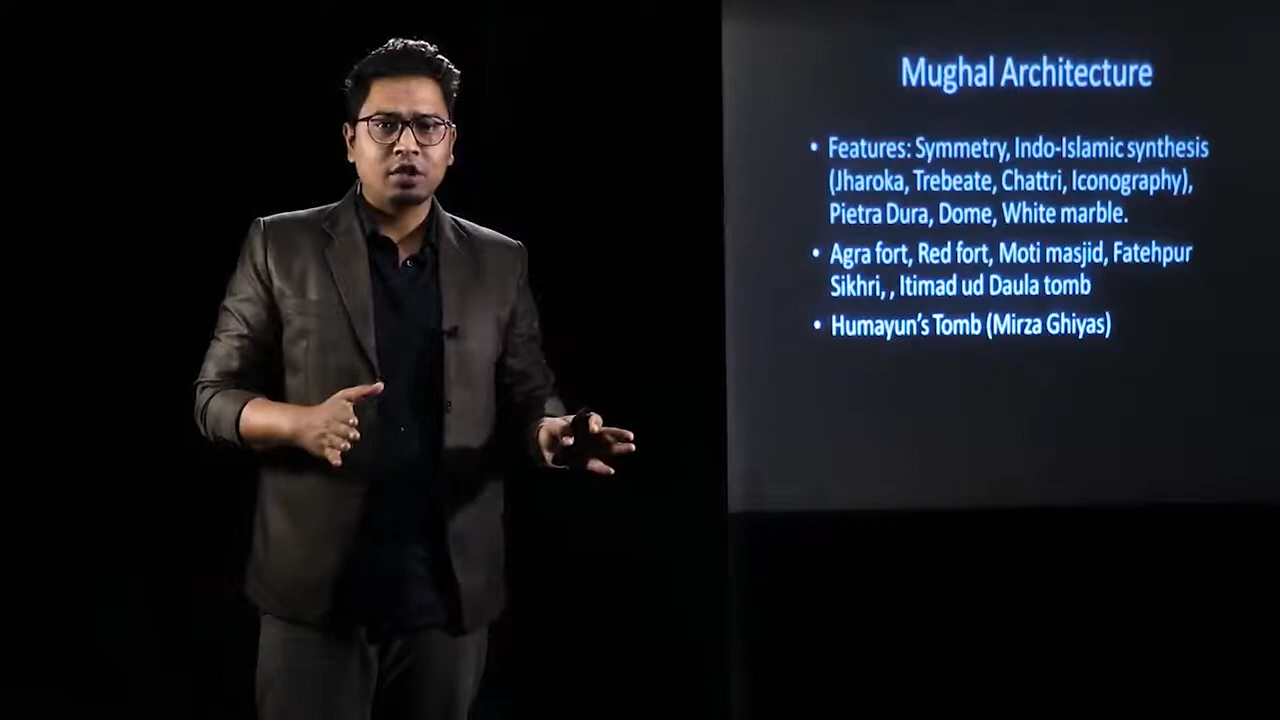 Mughal Architecture
• Features: Symmetry, Indo-Islamic synthesis
(Jharoka, Trebeate, Chattri, Iconography),
Pietra Dura, Dome, White marble.
• Agra fort, Red fort, Moti masjid, Fatehpur
Sikhri, , Itimad ud Daula tomb
• Humayun's Tomb (Mirza Ghiyas)